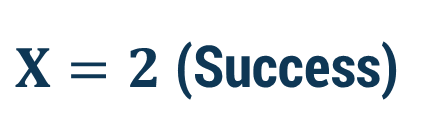 X = 2 (Success)